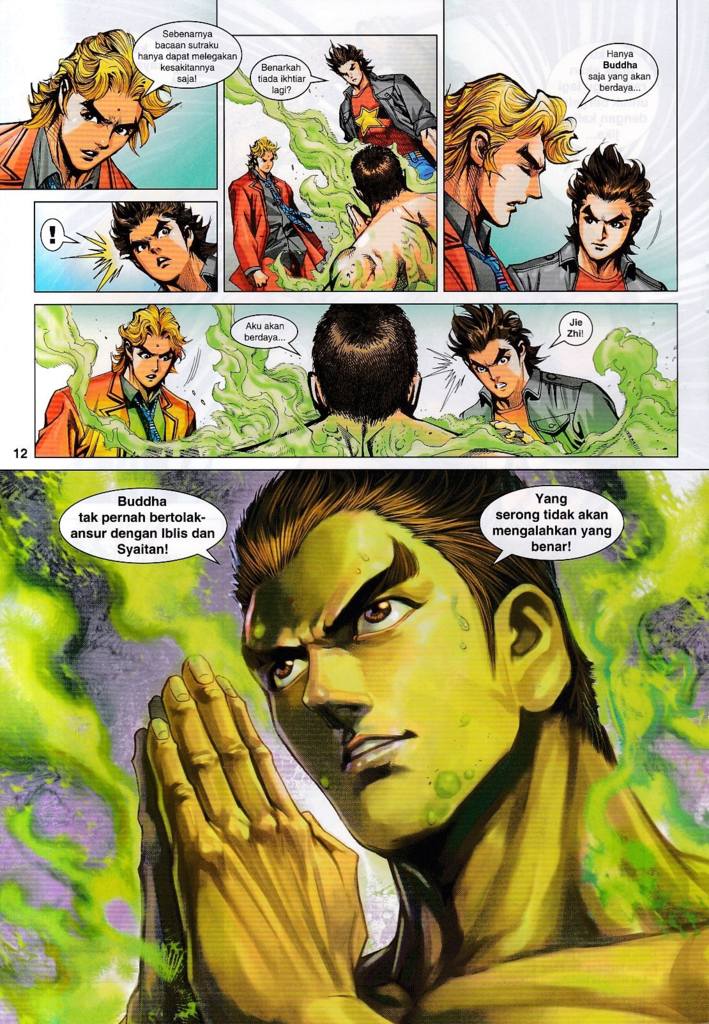 Sebenarnya
bacaan sutraku
hanya dapat melegakan
kesakitannya
saja!
Benarkah
tiada ikhtiar
lagi?
Hanya
Buddha
saja yang akan
berdaya...
!
Aku akan
berdaya...
Jie
Zhi!
12
Buddha
tak pernah bertolak-
ansur dengan Iblis dan
Syaitan!
Yang
serong tidak akan
mengalahkan yang
benar!